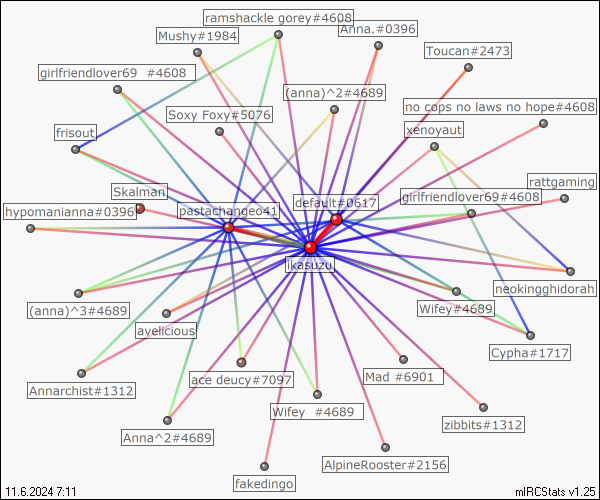 ramshackle gorey#4608
Mushy#1984
Anna.#0396
Toucan#2473
girlfriendlover69  #4608
(anna)^2#4689
no cops no laws no hope#4608
Soxy Foxy#5076
frisout
xenoyaut
Skalman
rattgaming
default#0617
girlfriendlover69#4608
hypomanianna#0396
pastachangeo41
ikasuzu
neokingghidorah
(anna)^3#4689
Wifey#4689
avelicious
Cypha#1717
Annarchist#1312
ace deucy#7097
Mad #6901
Wifey  #4689
zibbits#1312
Anna^2#4689
AlpineRooster#2156
fakedingo
11.6.2024 7:11
mIRCStats v1.25